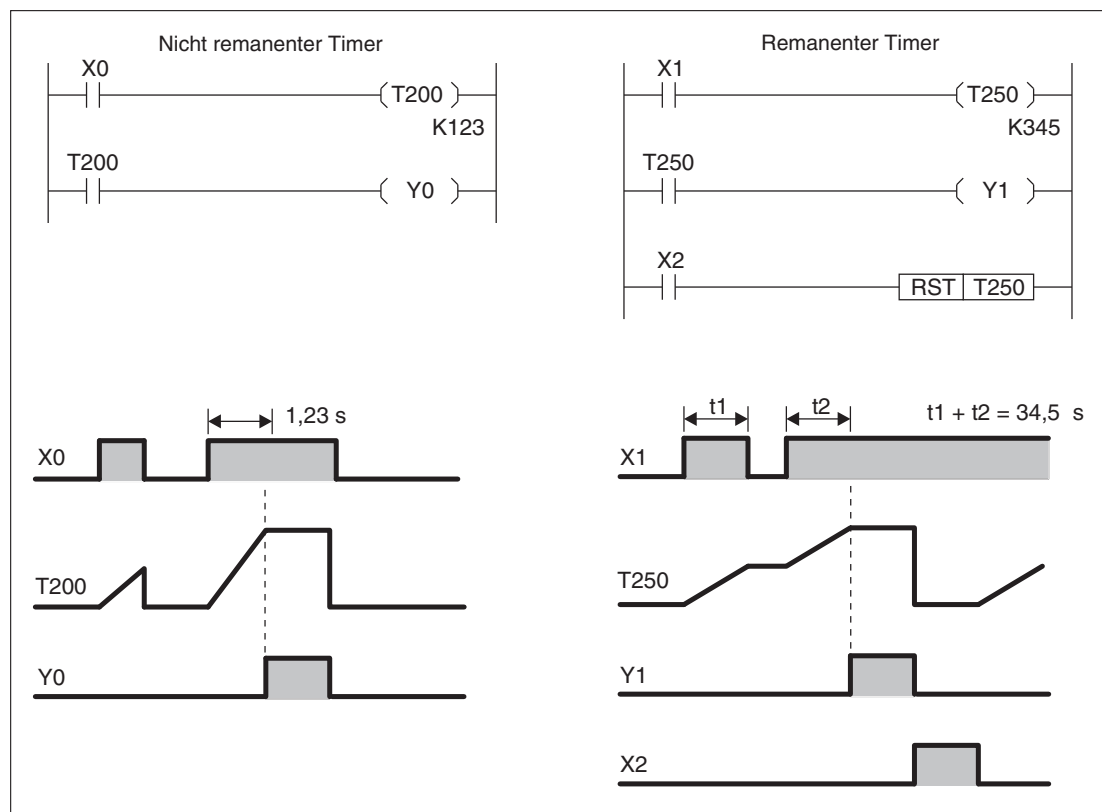 Nicht remanenter Timer
X0
T200
K123
T200
Y0
1,23 s
X0
T200
Y0
Remanenter Timer
X1
T250
K345
T250
Y1
X2
RST T250
t1 t2 t1 + t2 = 34,5 s
X1
T250
Y1
X2